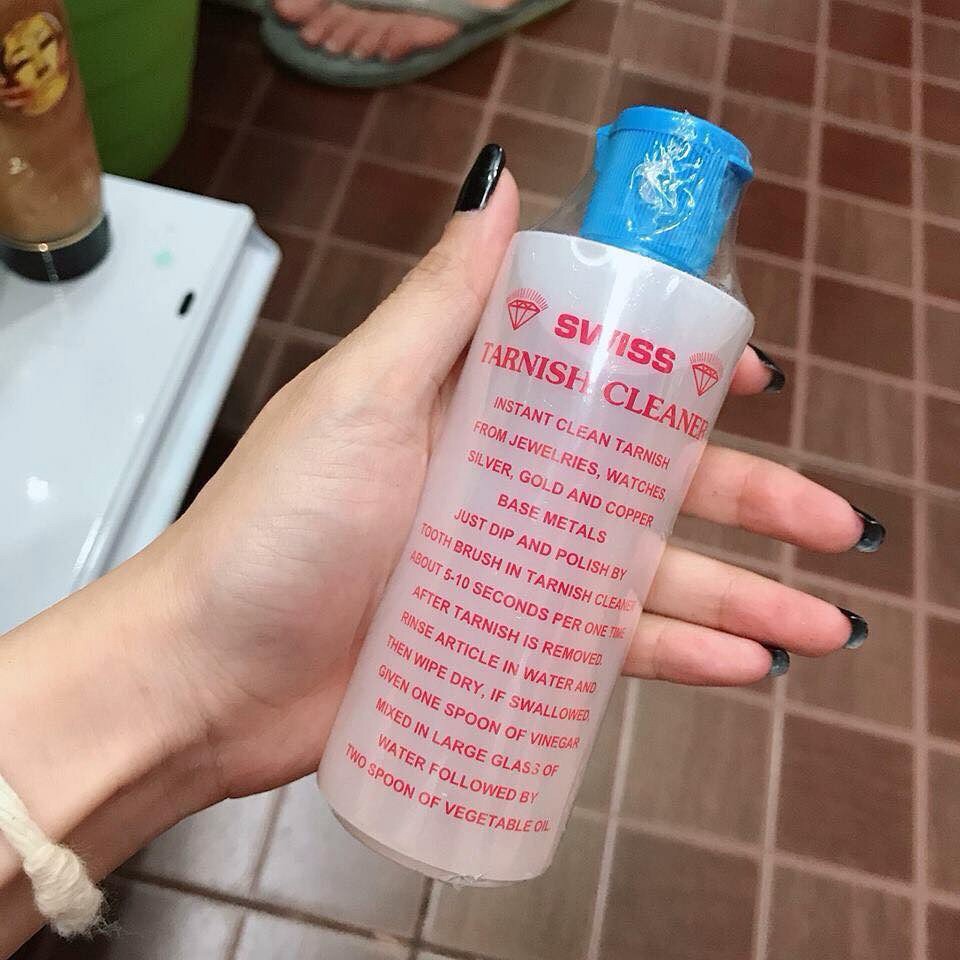 SWISS
TARNISH CLEANER
INSTANT CLEAN TARNISH
FROM JEWELRIES, WATCHES,
SILVER, GOLD AND COPPER
BASE METALS
JUST DIP AND POLISH BY
TOOTH BRUSH IN TARNISH CLEANER
ABOUT 5-10 SECONDS PER ONE TIME
AFTER TARNISH IS REMOVED.
RINSE ARTICLE IN WATER AND
THEN WIPE DRY, IF SWALLOWED,
GIVEN ONE SPOON OF VINEGAR
MIXED IN LARGE GLASS OF
WATER FOLLOWED BY
TWO SPOON OF VEGETABLE OIL